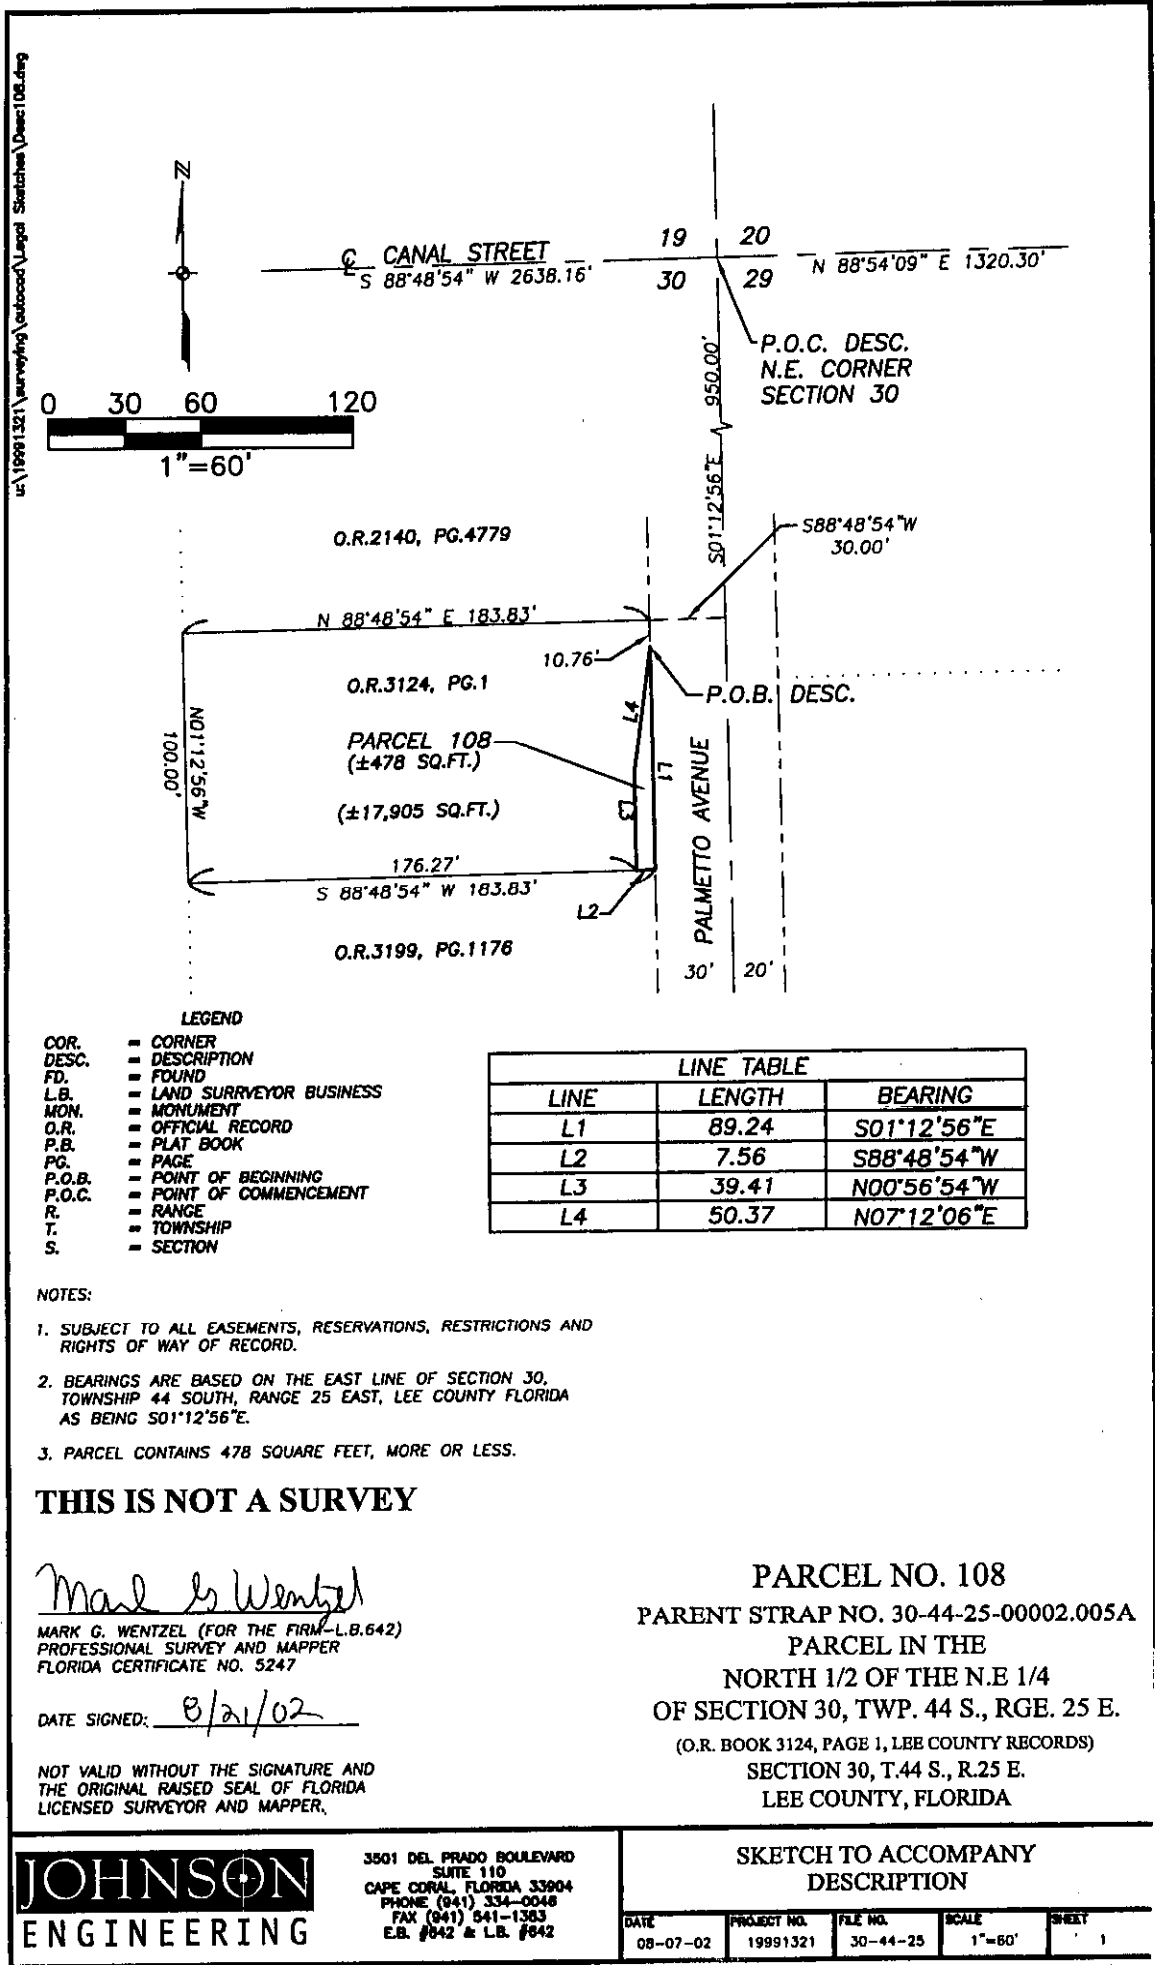 u:\19991321\surveying\autocad\Legal Sketches\Desc108.dwg
N
℄ CANAL STREET
S 88°48'54" W 2638.16'
19 20
30 29
N 88°54'09" E 1320.30'
P.O.C. DESC.
N.E. CORNER
SECTION 30
S01°12'56"E 950.00'
0 30 60 120
1"=60'
S88°48'54"W
30.00'
O.R.2140, PG.4779
N 88°48'54" E 183.83'
10.76'
O.R.3124, PG.1
P.O.B. DESC.
L4
N01°12'56"W
100.00'
PARCEL 108
(±478 SQ.FT.)
L1
L3
PALMETTO AVENUE
(±17,905 SQ.FT.)
176.27'
S 88°48'54" W 183.83'
L2
O.R.3199, PG.1176
30' 20'
LEGEND
COR. = CORNER
DESC. = DESCRIPTION
FD. = FOUND
L.B. = LAND SURRVEYOR BUSINESS
MON. = MONUMENT
O.R. = OFFICIAL RECORD
P.B. = PLAT BOOK
PG. = PAGE
P.O.B. = POINT OF BEGINNING
P.O.C. = POINT OF COMMENCEMENT
R. = RANGE
T. = TOWNSHIP
S. = SECTION
LINE TABLE
LINE LENGTH BEARING
L1 89.24 S01°12'56"E
L2 7.56 S88°48'54"W
L3 39.41 N00°56'54"W
L4 50.37 N07°12'06"E
NOTES:
1. SUBJECT TO ALL EASEMENTS, RESERVATIONS, RESTRICTIONS AND
RIGHTS OF WAY OF RECORD.
2. BEARINGS ARE BASED ON THE EAST LINE OF SECTION 30,
TOWNSHIP 44 SOUTH, RANGE 25 EAST, LEE COUNTY FLORIDA
AS BEING S01°12'56"E.
3. PARCEL CONTAINS 478 SQUARE FEET, MORE OR LESS.
THIS IS NOT A SURVEY
Mark G Wentzel
MARK G. WENTZEL (FOR THE FIRM-L.B.642)
PROFESSIONAL SURVEY AND MAPPER
FLORIDA CERTIFICATE NO. 5247
DATE SIGNED: 8/21/02
NOT VALID WITHOUT THE SIGNATURE AND
THE ORIGINAL RAISED SEAL OF FLORIDA
LICENSED SURVEYOR AND MAPPER.
PARCEL NO. 108
PARENT STRAP NO. 30-44-25-00002.005A
PARCEL IN THE
NORTH 1/2 OF THE N.E 1/4
OF SECTION 30, TWP. 44 S., RGE. 25 E.
(O.R. BOOK 3124, PAGE 1, LEE COUNTY RECORDS)
SECTION 30, T.44 S., R.25 E.
LEE COUNTY, FLORIDA
JOHNSON
ENGINEERING
3501 DEL PRADO BOULEVARD
SUITE 110
CAPE CORAL, FLORIDA 33904
PHONE (941) 334-0046
FAX (941) 541-1383
E.B. #642 & L.B. #642
SKETCH TO ACCOMPANY
DESCRIPTION
DATE PROJECT NO. FILE NO. SCALE SHEET
08-07-02 19991321 30-44-25 1"=60' 1